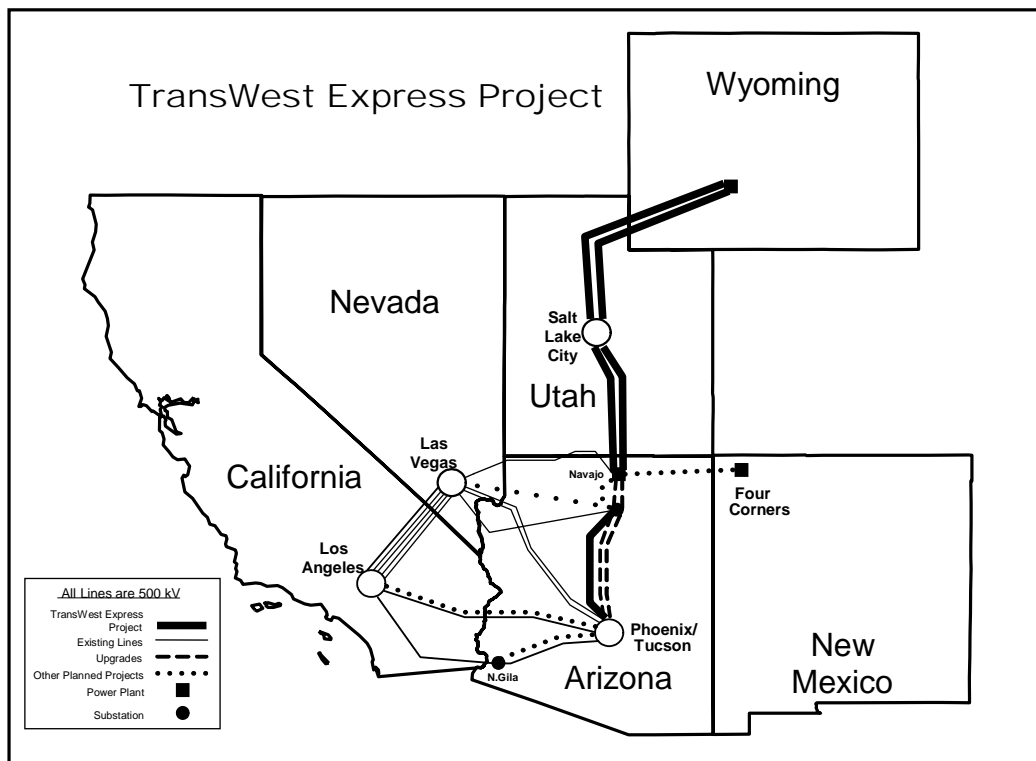 TransWest Express Project
Wyoming
Nevada
Salt
Lake
City
Utah
Las
Vegas
California
Navajo
Four
Corners
Los
Angeles
All Lines are 500 kV
TransWest Express
Project
Existing Lines
Upgrades
Other Planned Projects
Power Plant
Substation
N.Gila
Phoenix/
Tucson
Arizona
New
Mexico